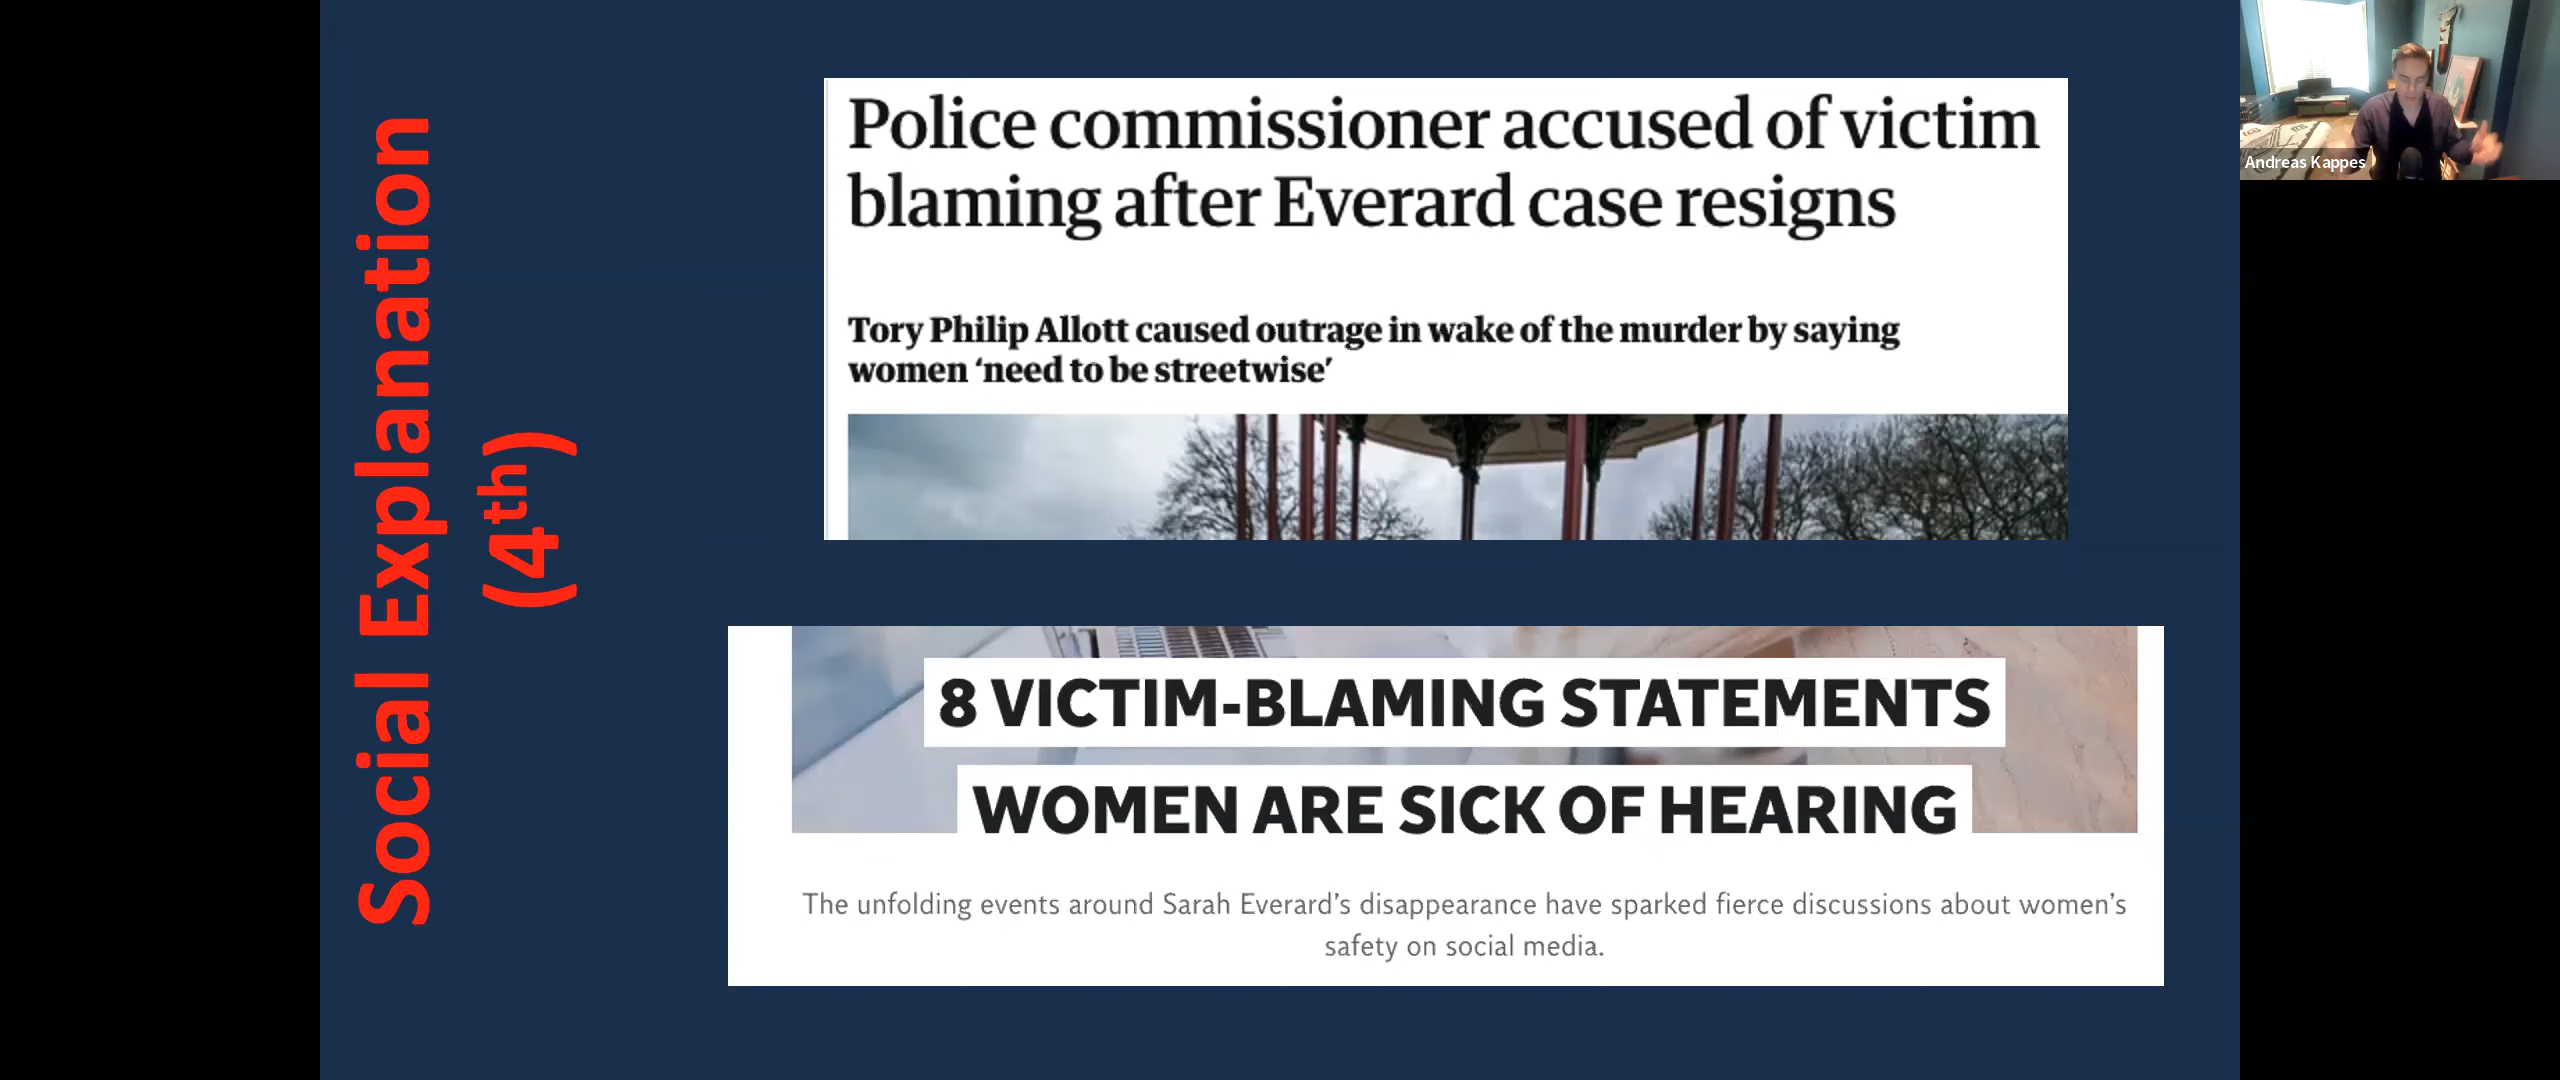 Social Explanation
(4th)
Police commissioner accused of victim
blaming after Everard case resigns
Tory Philip Allott caused outrage in wake of the murder by saying
women ‘need to be streetwise’
8 VICTIM-BLAMING STATEMENTS
WOMEN ARE SICK OF HEARING
The unfolding events around Sarah Everard’s disappearance have sparked fierce discussions about women’s
safety on social media.
Andreas Kappes